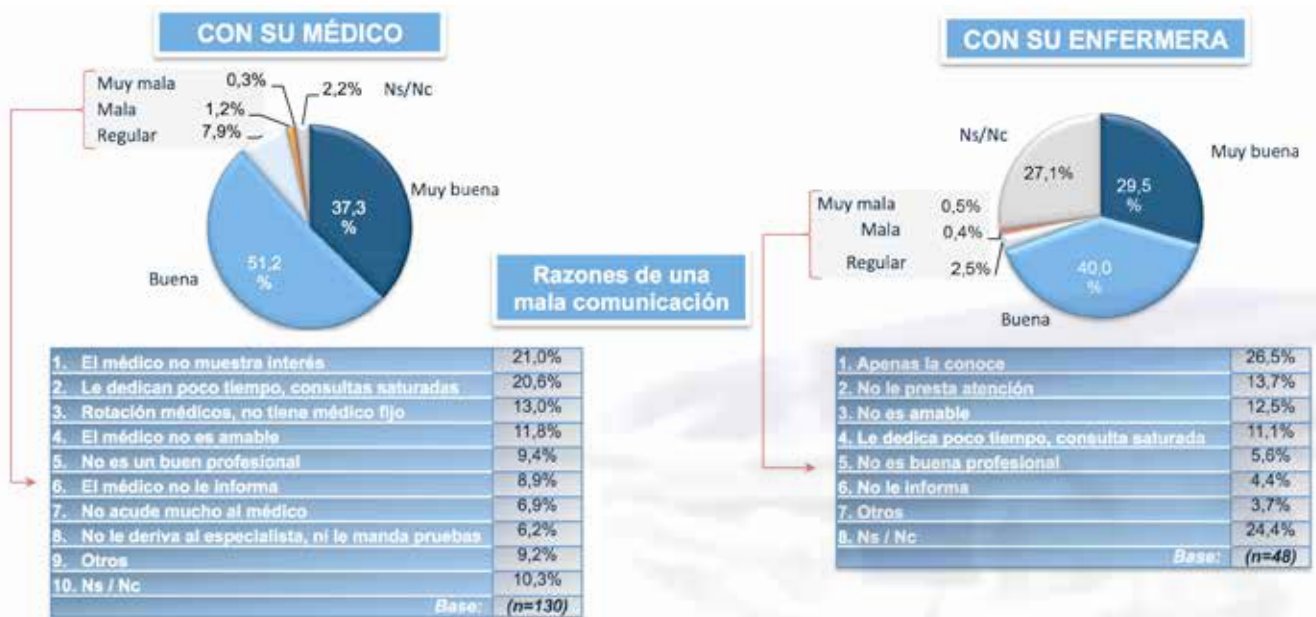 CON SU MÉDICO
Muy mala 0,3%
2,2% Ns/Nc
Mala 1,2%
Regular 7,9%
Muy buena
37,3
%
51,2
%
Buena
CON SU ENFERMERA
Ns/Nc
27,1%
Muy buena
29,5
%
Muy mala 0,5%
Mala 0,4%
Regular 2,5%
40,0
%
Buena
Razones de una
mala comunicación
1. El médico no muestra interés 21,0%
2. Le dedican poco tiempo, consultas saturadas 20,6%
3. Rotación médicos, no tiene médico fijo 13,0%
4. El médico no es amable 11,8%
5. No es un buen profesional 9,4%
6. El médico no le informa 8,9%
7. No acude mucho al médico 6,9%
8. No le deriva al especialista, ni le manda pruebas 6,2%
9. Otros 9,2%
10. Ns / Nc 10,3%
Base: (n=130)
1. Apenas la conoce 26,5%
2. No le presta atención 13,7%
3. No es amable 12,5%
4. Le dedica poco tiempo, consulta saturada 11,1%
5. No es buena profesional 5,6%
6. No le informa 4,4%
7. Otros 3,7%
8. Ns / Nc 24,4%
Base: (n=48)